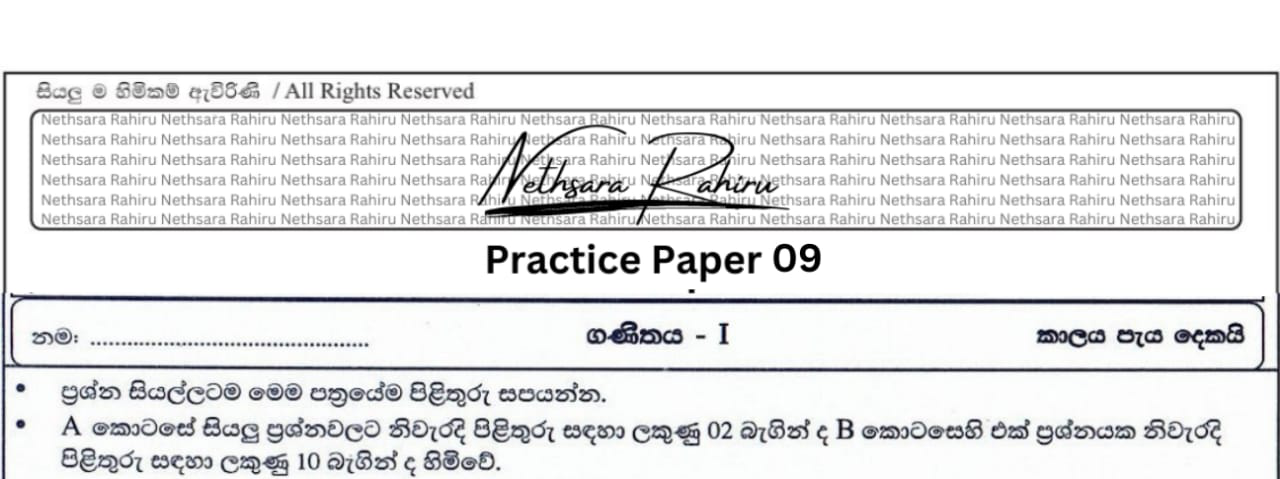 සියලු ම හිමිකම් ඇවිරිණි / All Rights Reserved
Nethsara Rahiru Nethsara Rahiru Nethsara Rahiru Nethsara Rahiru Nethsara Rahiru Nethsara Rahiru Nethsara Rahiru Nethsara Rahiru Nethsara Rahiru Nethsara Rahiru
Nethsara Rahiru Nethsara Rahiru Nethsara Rahiru Nethsara Rahiru Nethsara Rahiru Nethsara Rahiru Nethsara Rahiru Nethsara Rahiru Nethsara Rahiru Nethsara Rahiru
Nethsara Rahiru Nethsara Rahiru Nethsara Rahiru Nethsara Rahiru Nethsara Rahiru Nethsara Rahiru Nethsara Rahiru Nethsara Rahiru Nethsara Rahiru Nethsara Rahiru
Nethsara Rahiru Nethsara Rahiru Nethsara Rahiru Nethsara Rahiru Nethsara Rahiru Nethsara Rahiru Nethsara Rahiru Nethsara Rahiru Nethsara Rahiru Nethsara Rahiru
Nethsara Rahiru Nethsara Rahiru Nethsara Rahiru Nethsara Rahiru Nethsara Rahiru Nethsara Rahiru Nethsara Rahiru Nethsara Rahiru Nethsara Rahiru Nethsara Rahiru
Nethsara Rahiru Nethsara Rahiru Nethsara Rahiru Nethsara Rahiru Nethsara Rahiru Nethsara Rahiru Nethsara Rahiru Nethsara Rahiru Nethsara Rahiru Nethsara Rahiru
Nethsara Rahiru
Practice Paper 09
නම: ............................................... ගණිතය - I කාලය පැය දෙකයි
• ප්‍රශ්න සියල්ලටම මෙම පත්‍රයේම පිළිතුරු සපයන්න.
• A කොටසේ සියලු ප්‍රශ්නවලට නිවැරදි පිළිතුරු සඳහා ලකුණු 02 බැගින් ද B කොටසෙහි එක් ප්‍රශ්නයක නිවැරදි
පිළිතුරු සඳහා ලකුණු 10 බැගින් ද හිමිවේ.